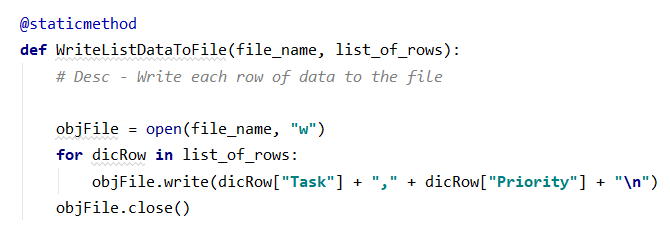 @staticmethod
def WriteListDataToFile(file_name, list_of_rows):
    # Desc - Write each row of data to the file

    objFile = open(file_name, "w")
    for dicRow in list_of_rows:
        objFile.write(dicRow["Task"] + "," + dicRow["Priority"] + "\n")
    objFile.close()